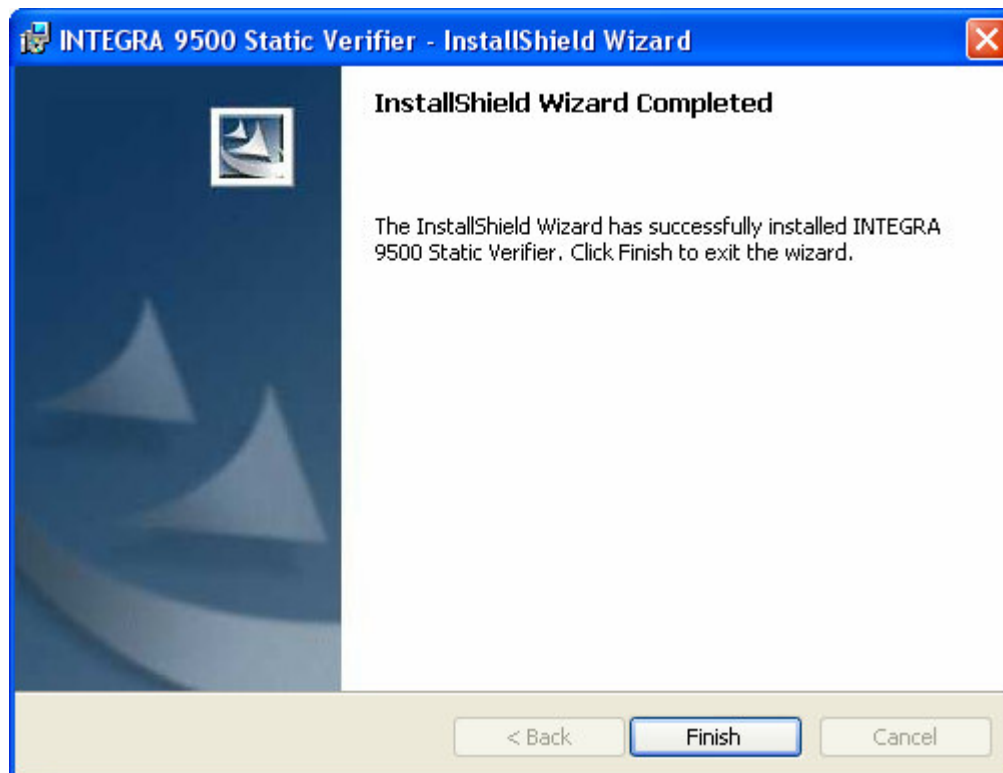 INTEGRA 9500 Static Verifier - InstallShield Wizard
InstallShield Wizard Completed
The InstallShield Wizard has successfully installed INTEGRA
9500 Static Verifier. Click Finish to exit the wizard.
< Back Finish Cancel